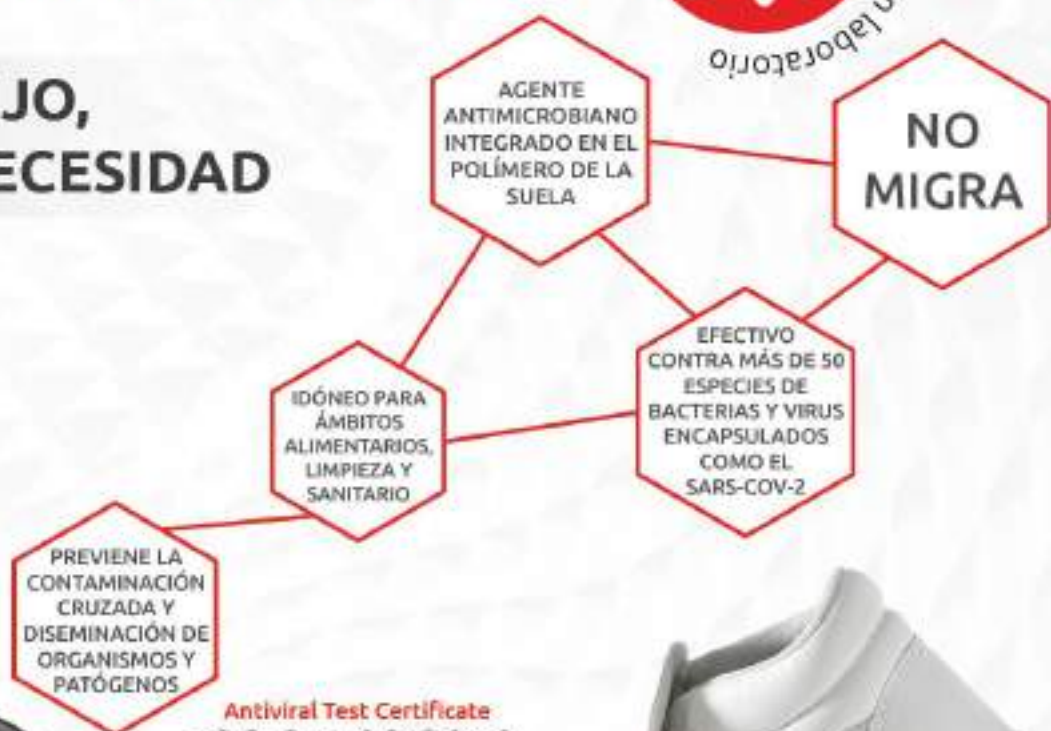 JO,
ECESIDAD
n laboratorio
AGENTE
ANTIMICROBIANO
INTEGRADO EN EL
POLÍMERO DE LA
SUELA
NO
MIGRA
EFECTIVO
CONTRA MÁS DE 50
ESPECIES DE
BACTERIAS Y VIRUS
ENCAPSULADOS
COMO EL
SARS-COV-2
IDÓNEO PARA
ÁMBITOS
ALIMENTARIOS,
LIMPIEZA Y
SANITARIO
PREVIENE LA
CONTAMINACIÓN
CRUZADA Y
DISEMINACIÓN DE
ORGANISMOS Y
PATÓGENOS
Antiviral Test Certificate